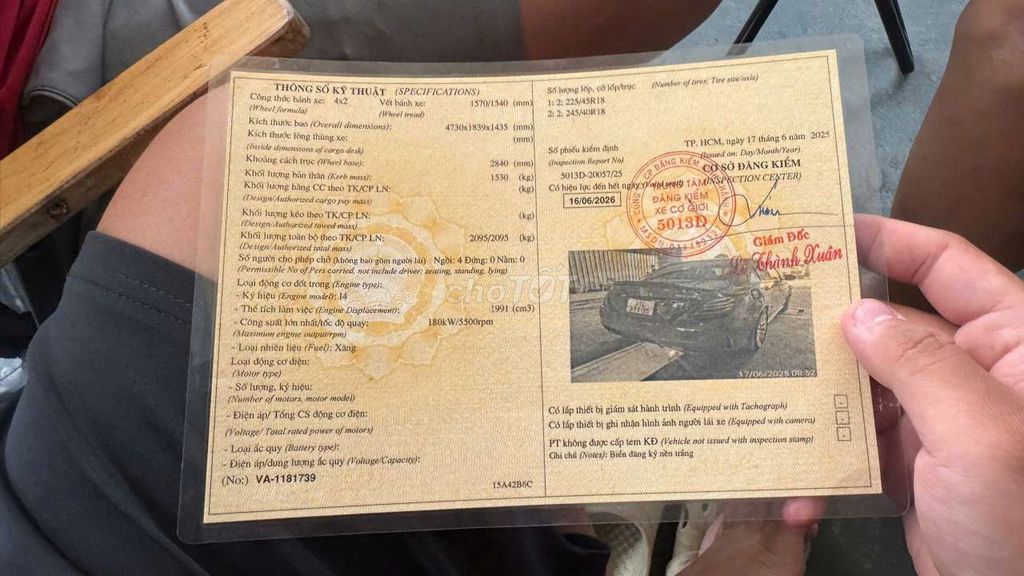 THÔNG SỐ KỸ THUẬT (SPECIFICATIONS)
Công thức bánh xe: 4x2 Vết bánh xe: 1570/1540 (mm)
(Wheel formula) (Wheel tread)
Kích thước bao (Overall dimensions): 4730x1839x1435 (mm)
Kích thước lòng thùng xe: (mm)
(Inside dimensions of cargo deck)
Khoảng cách trục (Wheel base): 2840 (mm)
Khối lượng bản thân (Kerb mass): 1530 (kg)
Khối lượng hàng CC theo TK/CP LN: (kg)
(Design/Authorized cargo pay mass)
Khối lượng kéo theo TK/CP LN: (kg)
(Design/Authorized towed mass)
Khối lượng toàn bộ theo TK/CP LN: 2095/2095 (kg)
(Design/Authorized total mass)
Số người cho phép chở (không bao gồm người lái) Ngồi: 4 Đứng: 0 Nằm: 0
(Permissible No of Pers carried, not include driver; seating, standing, lying)
Loại động cơ đốt trong (Engine type):
- Ký hiệu (Engine model): I4
- Thể tích làm việc (Engine Displacement): 1991 (cm3)
- Công suất lớn nhất/tốc độ quay: 180kW/5500rpm
(Maximum engine output/rpm)
- Loại nhiên liệu (Fuel): Xăng
Loại động cơ điện:
(Motor type)
- Số lượng, ký hiệu:
(Number of motors, motor model)
- Điện áp/ Tổng CS động cơ điện:
(Voltage/ Total rated power of motors)
- Loại ắc quy (Battery type):
- Điện áp/dung lượng ắc quy (Voltage/Capacity):
(No:) VA-1181739 15A42B6C
Số lượng lốp, cỡ lốp/trục (Number of tires; Tire size/axle)
1: 2; 225/45R18
2: 2; 245/40R18
TP. HCM, ngày 17 tháng 6 năm 2025
(Issued on: Day/Month/Year)
Số phiếu kiểm định
(Inspection Report No)
5013D-20057/25
CƠ SỞ ĐĂNG KIỂM
(INSPECTION CENTER)
Có hiệu lực đến hết ngày
16/06/2026
TRUNG TÂM
ĐĂNG KIỂM
XE CƠ GIỚI
5013D
Giám Đốc
Lê Thành Xuân
chợTỐT
17/06/2025 08:52
Có lắp thiết bị giám sát hành trình (Equipped with Tachograph)
Có lắp thiết bị ghi nhận hình ảnh người lái xe (Equipped with camera)
PT không được cấp tem KĐ (Vehicle not issued with inspection stamp)
Ghi chú (Notes): Biển đăng ký nền trắng